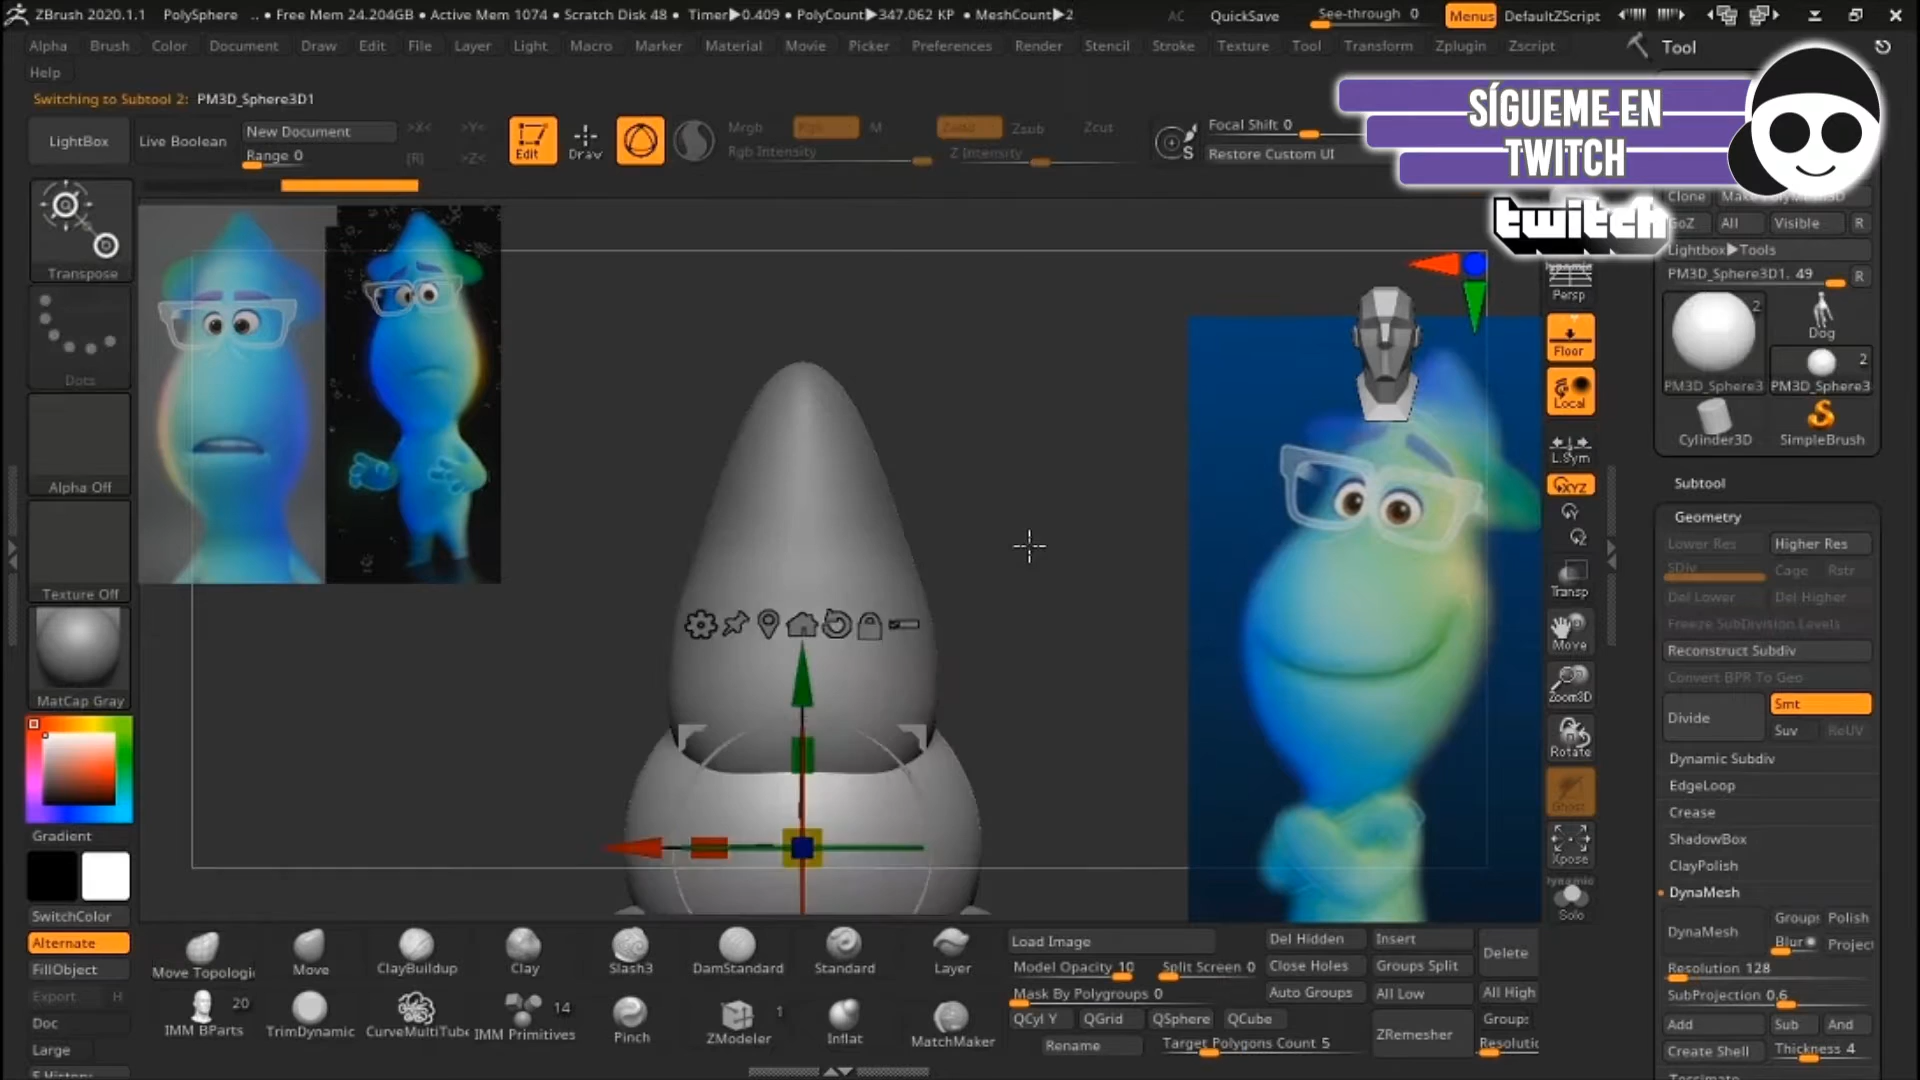 ZBrush 2020.1.1 PolySphere .. • Free Mem 24.204GB • Active Mem 1074 • Scratch Disk 48 • Timer▶0.409 • PolyCount▶347.062 KP • MeshCount▶2 AC QuickSave See-through 0 Menus DefaultZScript
Alpha Brush Color Document Draw Edit File Layer Light Macro Marker Material Movie Picker Preferences Render Stencil Stroke Texture Tool Transform Zplugin Zscript Tool
Help
Switching to Subtool 2: PM3D_Sphere3D1
SÍGUEME EN
TWITCH
twitch
LightBox Live Boolean New Document
Range 0
>X< >Y<
[R] >Z<
Edit Draw
Mrgb Rgb M Zadd Zsub Zcut
Rgb Intensity Z Intensity
S
Focal Shift 0
Restore Custom UI
Transpose
Dots
Alpha Off
Texture Off
MatCap Gray
Gradient
SwitchColor
Alternate
FillObject
Export H
Doc
Large
Persp
Floor
Local
L.Sym
XYZ
Y
Z
Transp
Move
Zoom3D
Rotate
Ghost
Xpose
Dynamic
Solo
Clone
GoZ All Visible R
Lightbox▶Tools
PM3D_Sphere3D1. 49 R
2
Dog
2
PM3D_Sphere3 PM3D_Sphere3
Cylinder3D SimpleBrush
Subtool
Geometry
Lower Res Higher Res
SDiv Cage Rstr
Del Lower Del Higher
Freeze SubDivision Levels
Reconstruct Subdiv
Convert BPR To Geo
Divide Smt
Suv ReUV
Dynamic Subdiv
EdgeLoop
Crease
ShadowBox
ClayPolish
DynaMesh
DynaMesh Groups Polish
Blur Project
Resolution 128
SubProjection 0.6
Add Sub And
Create Shell Thickness 4
Move Topologi Move ClayBuildup Clay Slash3 DamStandard Standard Layer
20 14 1
IMM BParts TrimDynamic CurveMultiTube IMM Primitives Pinch ZModeler Inflat MatchMaker
Load Image
Model Opacity 10 Split Screen 0
Mask By Polygroups 0
QCyl Y QGrid QSphere QCube
Rename Target Polygons Count 5
Del Hidden Insert Delete
Close Holes Groups Split
Auto Groups All Low All High
ZRemesher Groups